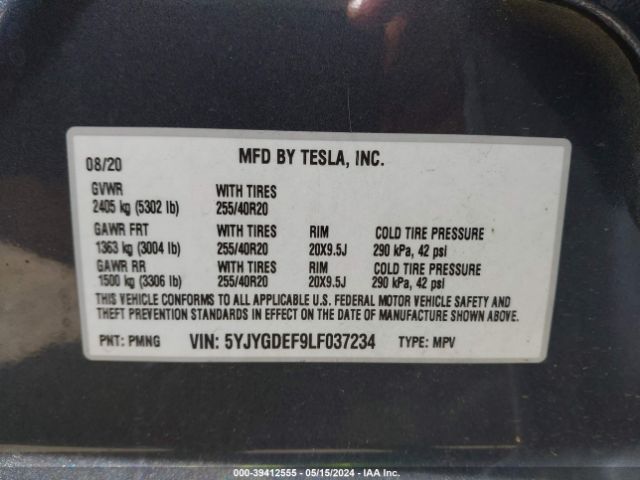 08/20 MFD BY TESLA, INC.
GVWR WITH TIRES
2405 kg (5302 lb) 255/40R20
GAWR FRT WITH TIRES RIM COLD TIRE PRESSURE
1363 kg (3004 lb) 255/40R20 20X9.5J 290 kPa, 42 psi
GAWR RR WITH TIRES RIM COLD TIRE PRESSURE
1500 kg (3306 lb) 255/40R20 20X9.5J 290 kPa, 42 psi
THIS VEHICLE CONFORMS TO ALL APPLICABLE U.S. FEDERAL MOTOR VEHICLE SAFETY AND
THEFT PREVENTION STANDARDS IN EFFECT ON THE DATE OF MANUFACTURE SHOWN ABOVE.
PNT: PMNG VIN: 5YJYGDEF9LF037234 TYPE: MPV
000-39412555 - 05/15/2024 - IAA Inc.